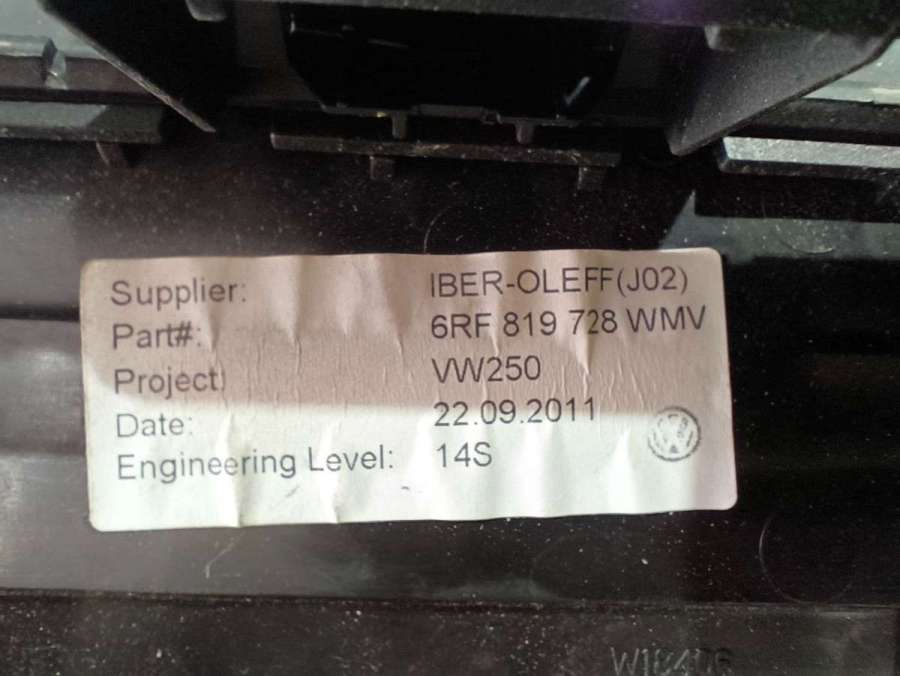 Supplier: IBER-OLEFF(J02)
Part#: 6RF 819 728 WMV
Project: VW250
Date: 22.09.2011
Engineering Level: 14S